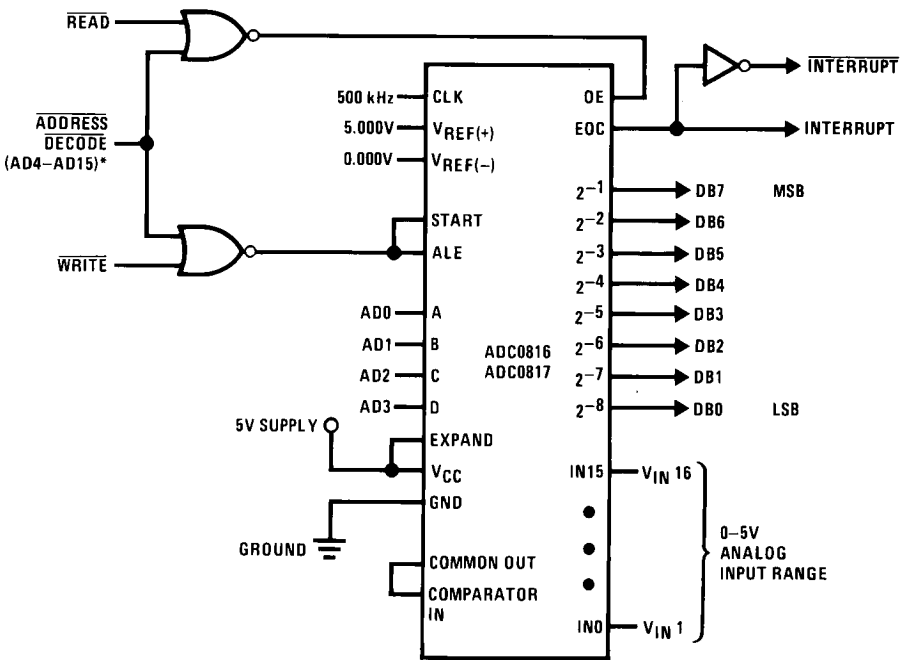 READ
ADDRESS
DECODE
(AD4–AD15)*
WRITE
500 kHz
5.000V
0.000V
CLK
VREF(+)
VREF(−)
START
ALE
AD0
AD1
AD2
AD3
A
B
C
D
5V SUPPLY
EXPAND
VCC
GND
GROUND
COMMON OUT
COMPARATOR
IN
ADC0816
ADC0817
OE
EOC
INTERRUPT
INTERRUPT
2−1 DB7 MSB
2−2 DB6
2−3 DB5
2−4 DB4
2−5 DB3
2−6 DB2
2−7 DB1
2−8 DB0 LSB
IN15 VIN 16
0–5V
ANALOG
INPUT RANGE
IN0 VIN 1